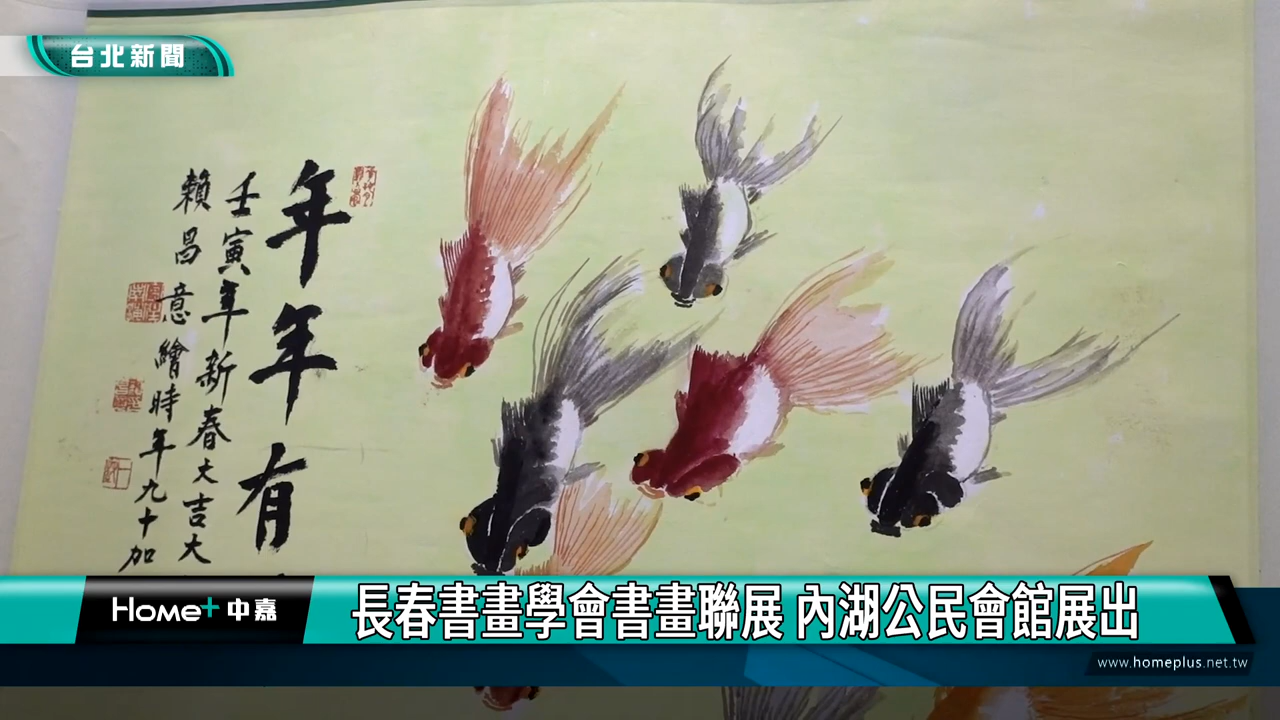 台北新聞
年年有
壬寅年新春大吉大
賴昌意繪時年九十加
Home+中嘉
長春書畫學會書畫聯展 內湖公民會館展出
www.homeplus.net.tw